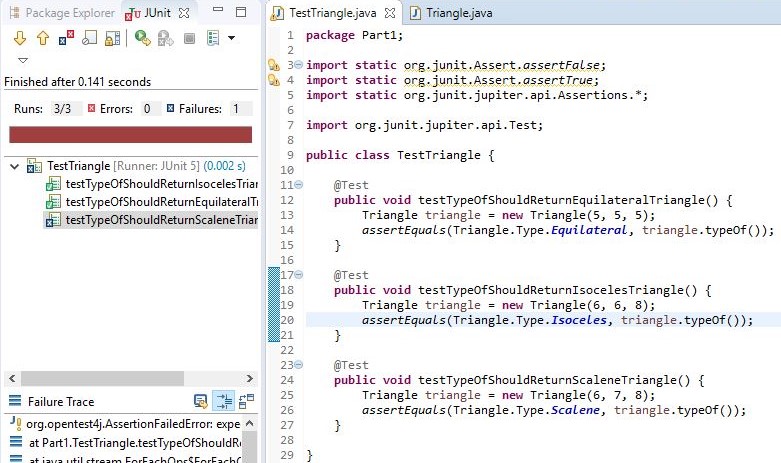 Package Explorer JUnit
Finished after 0.141 seconds
Runs: 3/3 Errors: 0 Failures: 1
TestTriangle [Runner: JUnit 5] (0.002 s)
testTypeOfShouldReturnIsocelesTriar
testTypeOfShouldReturnEquilateralT
testTypeOfShouldReturnScaleneTriar
Failure Trace
org.opentest4j.AssertionFailedError: expe
at Part1.TestTriangle.testTypeOfShouldR
at java.util.stream.ForEachOps$ForEach
TestTriangle.java Triangle.java
1 package Part1;
2
3 import static org.junit.Assert.assertFalse;
4 import static org.junit.Assert.assertTrue;
5 import static org.junit.jupiter.api.Assertions.*;
6
7 import org.junit.jupiter.api.Test;
8
9 public class TestTriangle {
10
11 @Test
12 public void testTypeOfShouldReturnEquilateralTriangle() {
13 Triangle triangle = new Triangle(5, 5, 5);
14 assertEquals(Triangle.Type.Equilateral, triangle.typeOf());
15 }
16
17 @Test
18 public void testTypeOfShouldReturnIsocelesTriangle() {
19 Triangle triangle = new Triangle(6, 6, 8);
20 assertEquals(Triangle.Type.Isoceles, triangle.typeOf());
21 }
22
23 @Test
24 public void testTypeOfShouldReturnScaleneTriangle() {
25 Triangle triangle = new Triangle(6, 7, 8);
26 assertEquals(Triangle.Type.Scalene, triangle.typeOf());
27 }
28
29 }